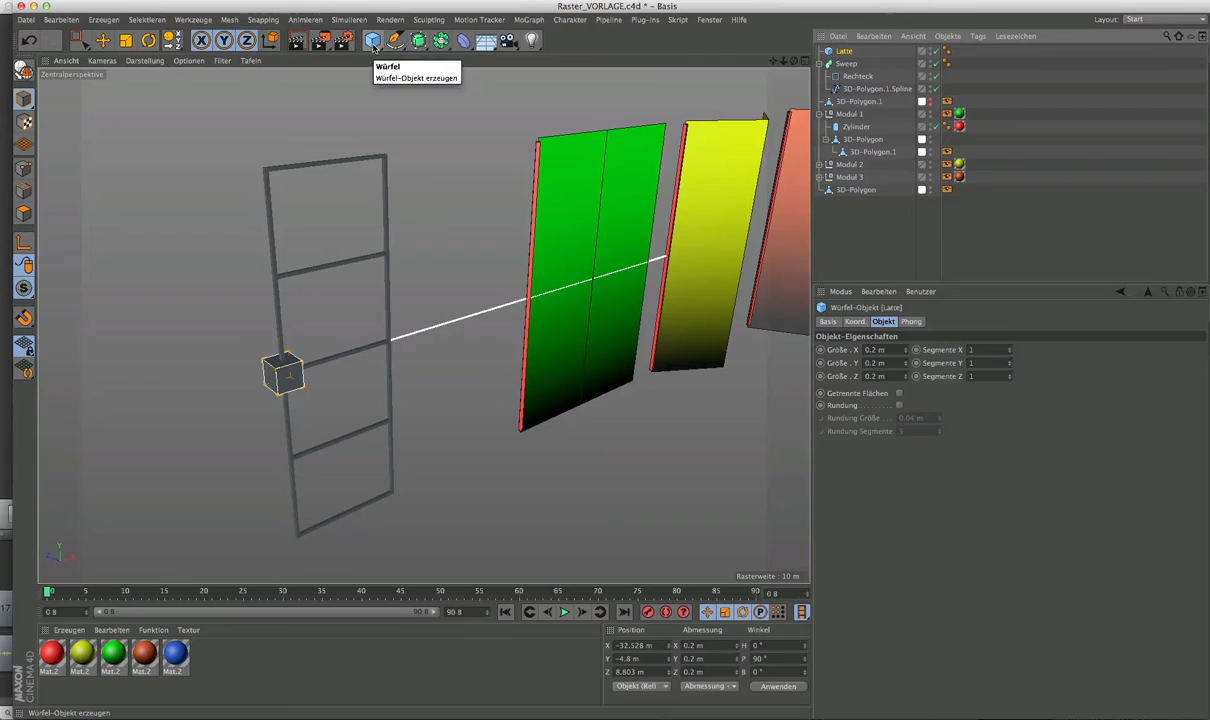 Raster_VORLAGE.c4d * - Basis
Datei Bearbeiten Erzeugen Selektieren Werkzeuge Mesh Snapping Animieren Simulieren Rendern Sculpting Motion Tracker MoGraph Character Pipeline Plug-ins Skript Fenster Hilfe Layout: Start
Ansicht Kameras Darstellung Optionen Filter Tafeln
Zentralperspektive
Würfel
Würfel-Objekt erzeugen
Datei Bearbeiten Ansicht Objekte Tags Lesezeichen
Latte
Sweep
Rechteck
3D-Polygon.1.Spline
3D-Polygon.1
Modul 1
Zylinder
3D-Polygon
3D-Polygon.1
Modul 2
Modul 3
3D-Polygon
Modus Bearbeiten Benutzer
Würfel-Objekt [Latte]
Basis Koord. Objekt Phong
Objekt-Eigenschaften
Größe . X 0.2 m Segmente X 1
Größe . Y 0.2 m Segmente Y 1
Größe . Z 0.2 m Segmente Z 1
Getrennte Flächen
Rundung
Rundung Größe 0.04 m
Rundung Segmente 5
Y
Z X
Rasterweite : 10 m
0 5 10 15 20 25 30 35 40 45 50 55 60 65 70 75 80 85 90 0 B
0 B 0 B 90 B 90 B
Erzeugen Bearbeiten Funktion Textur
Mat.2 Mat.2 Mat.2 Mat.2 Mat.2
Position Abmessung Winkel
X -32.528 m X 0.2 m H 0 °
Y -4.8 m Y 0.2 m P 90 °
Z 8.803 m Z 0.2 m B 0 °
Objekt (Rel) Abmessung Anwenden
MAXON CINEMA 4D
Würfel-Objekt erzeugen